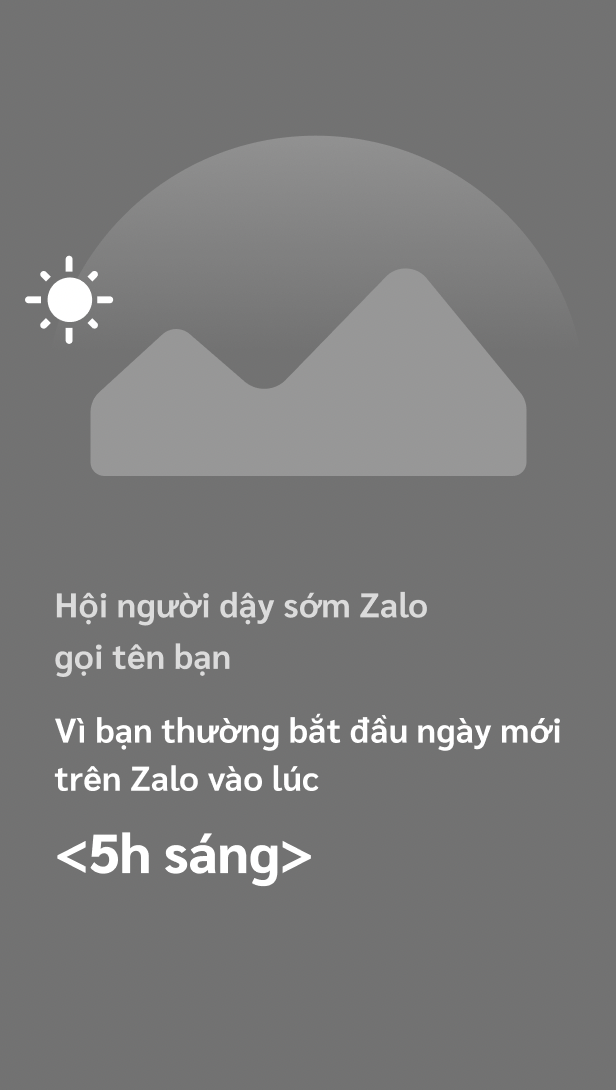 Hội người dậy sớm Zalo
gọi tên bạn
Vì bạn thường bắt đầu ngày mới
trên Zalo vào lúc
<5h sáng>